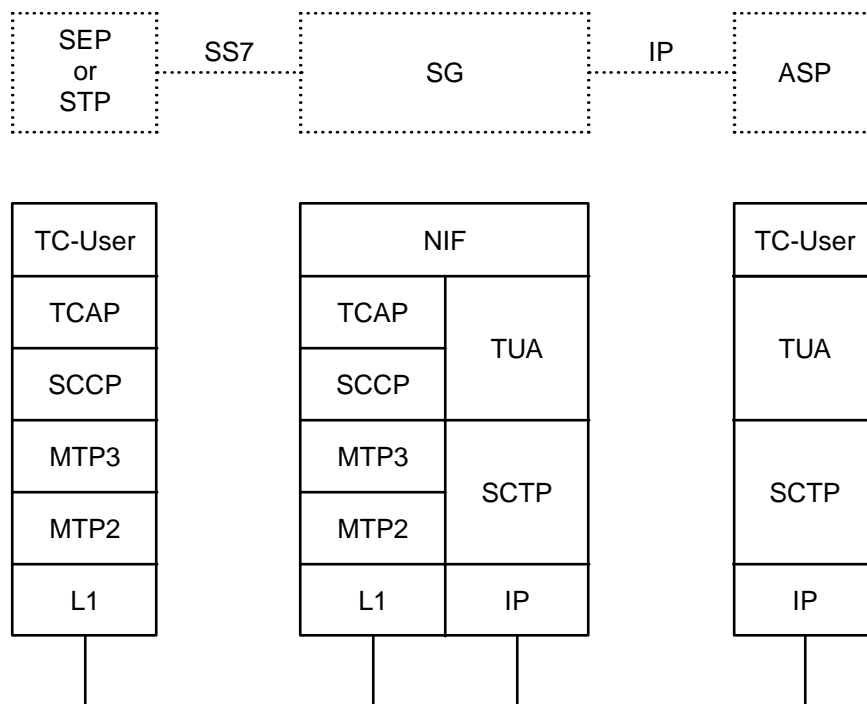 SEP
or
STP
SS7
SG
IP
ASP
TC-User
NIF
TC-User
TCAP
TCAP
TUA
TUA
SCCP
SCCP
MTP3
MTP3
SCTP
SCTP
MTP2
MTP2
L1
L1
IP
IP